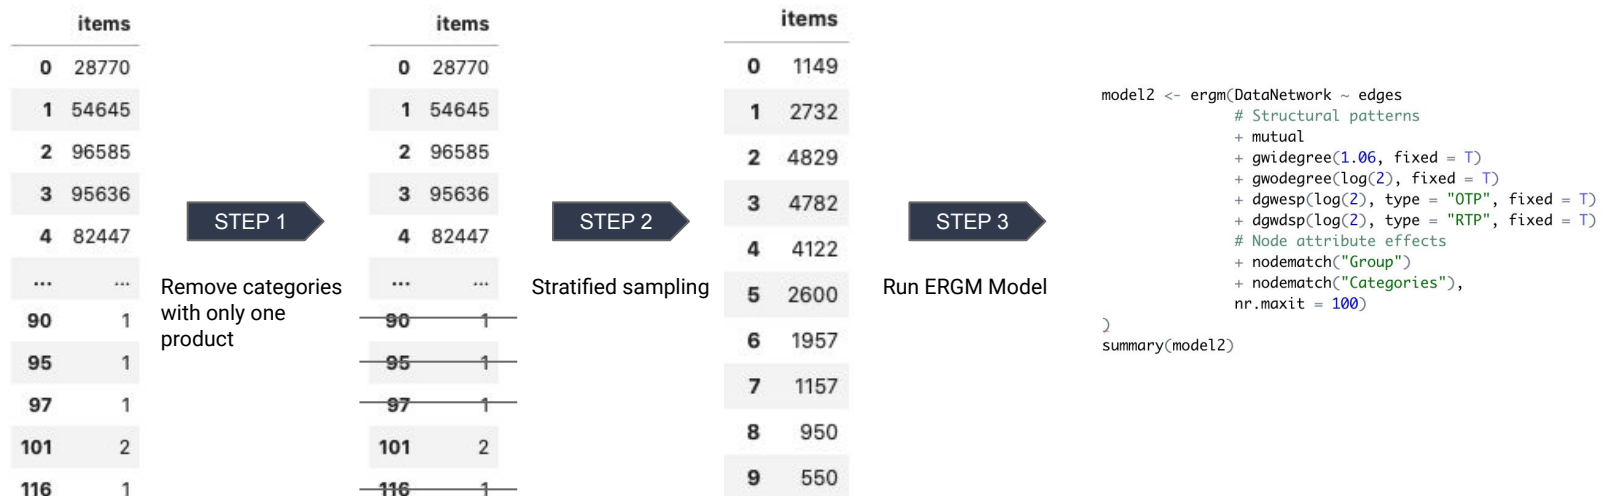 items
0 28770
1 54645
2 96585
3 95636
4 82447
... ...
90 1
95 1
97 1
101 2
116 1
STEP 1
Remove categories
with only one
product
items
0 28770
1 54645
2 96585
3 95636
4 82447
... ...
90 1
95 1
97 1
101 2
116 1
STEP 2
Stratified sampling
items
0 1149
1 2732
2 4829
3 4782
4 4122
5 2600
6 1957
7 1157
8 950
9 550
STEP 3
Run ERGM Model
model2 <- ergm(DataNetwork ~ edges
# Structural patterns
+ mutual
+ gwidegree(1.06, fixed = T)
+ gwodegree(log(2), fixed = T)
+ dgwesp(log(2), type = "OTP", fixed = T)
+ dgwdsp(log(2), type = "RTP", fixed = T)
# Node attribute effects
+ nodematch("Group")
+ nodematch("Categories"),
nr.maxit = 100)
)
summary(model2)